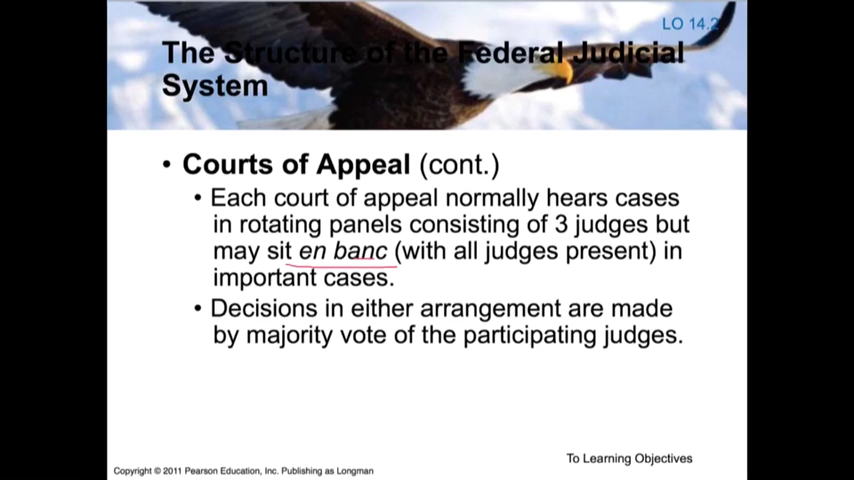 LO 14.2
The Structure of the Federal Judicial
System
• Courts of Appeal (cont.)
• Each court of appeal normally hears cases
in rotating panels consisting of 3 judges but
may sit en banc (with all judges present) in
important cases.
• Decisions in either arrangement are made
by majority vote of the participating judges.
To Learning Objectives
Copyright © 2011 Pearson Education, Inc. Publishing as Longman